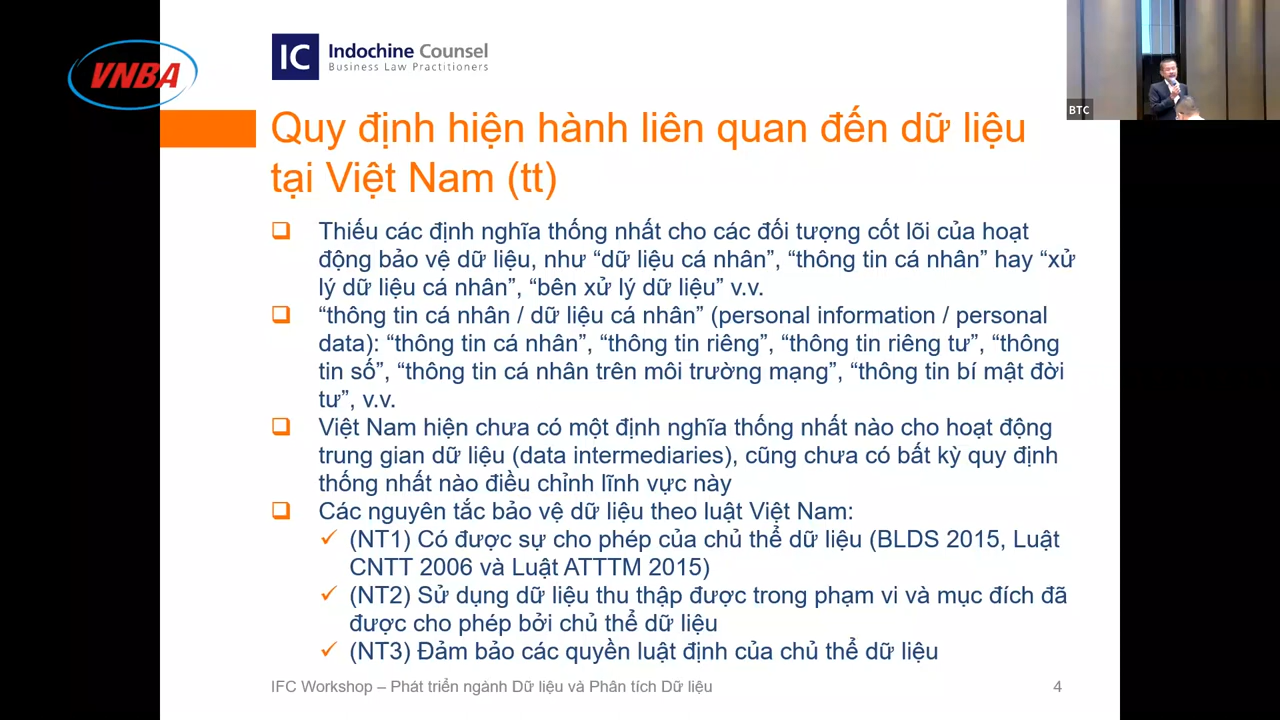 VNBA
IC Indochine Counsel
Business Law Practitioners
BTC
Quy định hiện hành liên quan đến dữ liệu
tại Việt Nam (tt)
❑ Thiếu các định nghĩa thống nhất cho các đối tượng cốt lõi của hoạt
động bảo vệ dữ liệu, như “dữ liệu cá nhân”, “thông tin cá nhân” hay “xử
lý dữ liệu cá nhân”, “bên xử lý dữ liệu” v.v.
❑ “thông tin cá nhân / dữ liệu cá nhân” (personal information / personal
data): “thông tin cá nhân”, “thông tin riêng”, “thông tin riêng tư”, “thông
tin số”, “thông tin cá nhân trên môi trường mạng”, “thông tin bí mật đời
tư”, v.v.
❑ Việt Nam hiện chưa có một định nghĩa thống nhất nào cho hoạt động
trung gian dữ liệu (data intermediaries), cũng chưa có bất kỳ quy định
thống nhất nào điều chỉnh lĩnh vực này
❑ Các nguyên tắc bảo vệ dữ liệu theo luật Việt Nam:
✓ (NT1) Có được sự cho phép của chủ thể dữ liệu (BLDS 2015, Luật
CNTT 2006 và Luật ATTTM 2015)
✓ (NT2) Sử dụng dữ liệu thu thập được trong phạm vi và mục đích đã
được cho phép bởi chủ thể dữ liệu
✓ (NT3) Đảm bảo các quyền luật định của chủ thể dữ liệu
IFC Workshop – Phát triển ngành Dữ liệu và Phân tích Dữ liệu
4